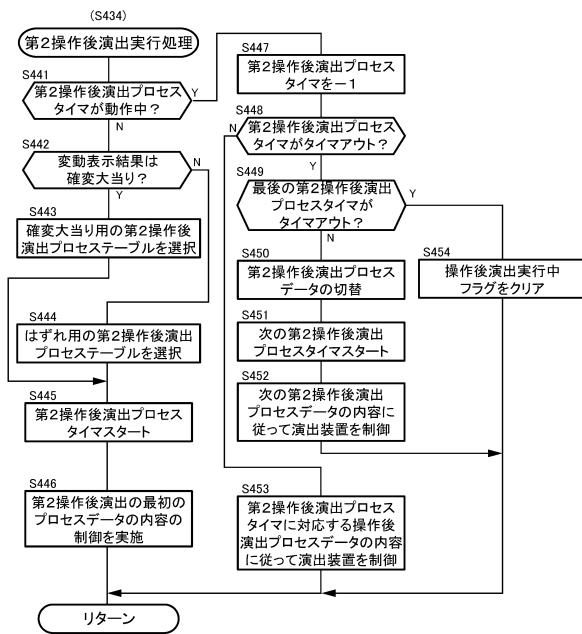 (S434)
第2操作後演出実行処理
S441
第2操作後演出プロセス
タイマが動作中？
Y
N
S442
変動表示結果は
確変大当り？
N
Y
S443
確変大当り用の第2操作後
演出プロセステーブルを選択
S444
はずれ用の第2操作後演出
プロセステーブルを選択
S445
第2操作後演出プロセス
タイマスタート
S446
第2操作後演出の最初の
プロセスデータの内容の
制御を実施
リターン
S447
第2操作後演出プロセス
タイマを－1
S448
N
第2操作後演出プロセス
タイマがタイマアウト？
Y
S449
最後の第2操作後演出
プロセスタイマが
タイマアウト？
Y
N
S450
第2操作後演出プロセス
データの切替
S451
次の第2操作後演出
プロセスタイマスタート
S452
次の第2操作後演出
プロセスデータの内容に
従って演出装置を制御
S453
第2操作後演出プロセス
タイマに対応する操作後
演出プロセスデータの内容
に従って演出装置を制御
S454
操作後演出実行中
フラグをクリア